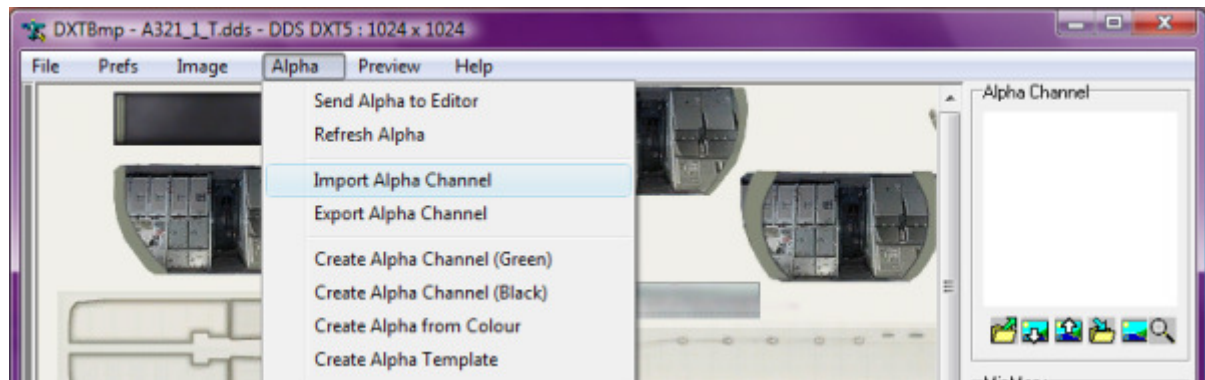 DXTBmp - A321_1_T.dds - DDS DXT5 : 1024 x 1024
File Prefs Image Alpha Preview Help
Send Alpha to Editor
Refresh Alpha
Import Alpha Channel
Export Alpha Channel
Create Alpha Channel (Green)
Create Alpha Channel (Black)
Create Alpha from Colour
Create Alpha Template
Alpha Channel